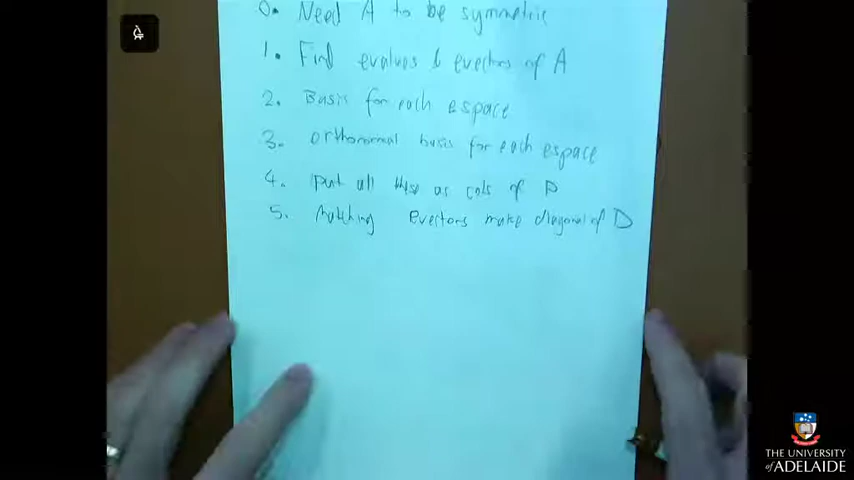 0. Need A to be symmetric
1. Find evalues & evectors of A
2. Basis for each espace
3. orthonormal basis for each espace
4. put all these as cols of P
5. Matching evectors make diagonal of D
THE UNIVERSITY
of ADELAIDE